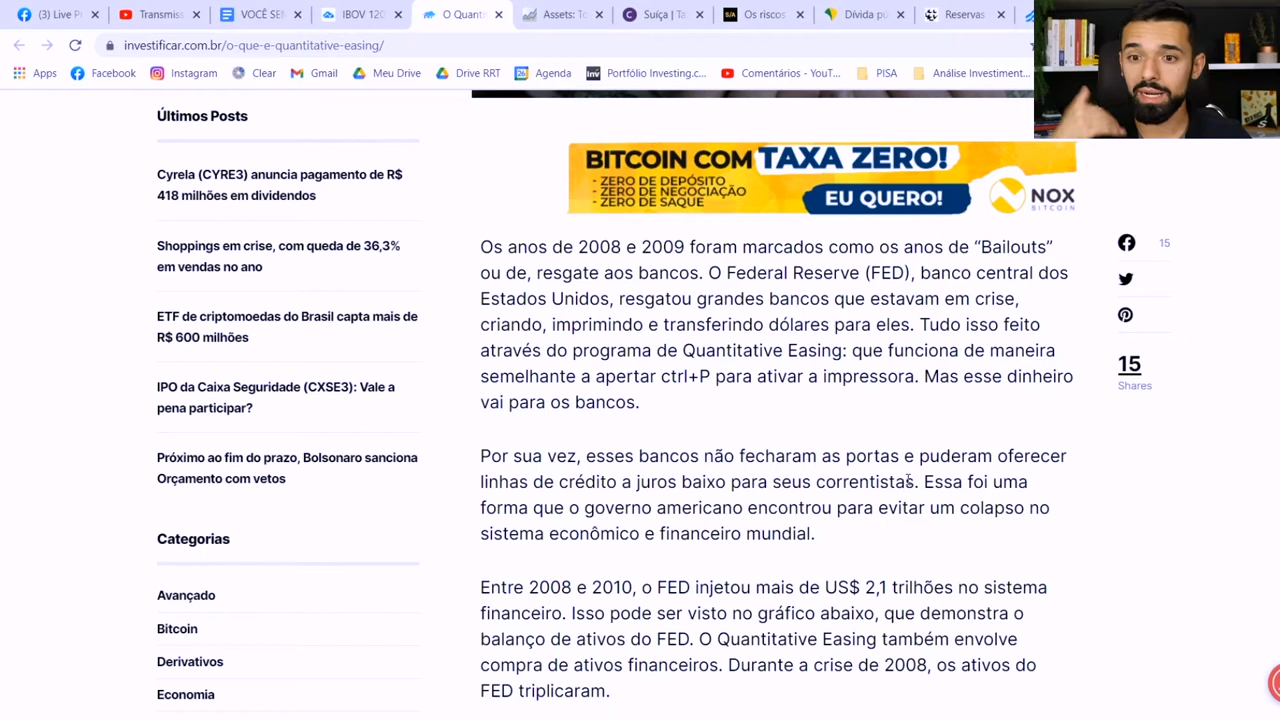 (3) Live P
Transmiss
VOCÊ SEN
IBOV 120
O Quant
Assets: To
Suíça | Ta
Os riscos
Dívida pú
Reservas
investificar.com.br/o-que-e-quantitative-easing/
Apps
Facebook
Instagram
Clear
Gmail
Meu Drive
Drive RRT
Agenda
Portfólio Investing.co...
Comentários - YouT...
PISA
Análise Investiment...
Últimos Posts
Cyrela (CYRE3) anuncia pagamento de R$
418 milhões em dividendos
Shoppings em crise, com queda de 36,3%
em vendas no ano
ETF de criptomoedas do Brasil capta mais de
R$ 600 milhões
IPO da Caixa Seguridade (CXSE3): Vale a
pena participar?
Próximo ao fim do prazo, Bolsonaro sanciona
Orçamento com vetos
Categorias
Avançado
Bitcoin
Derivativos
Economia
BITCOIN COM TAXA ZERO!
- ZERO DE DEPÓSITO
- ZERO DE NEGOCIAÇÃO
- ZERO DE SAQUE
EU QUERO!
NOX
BITCOIN
Os anos de 2008 e 2009 foram marcados como os anos de “Bailouts”
ou de, resgate aos bancos. O Federal Reserve (FED), banco central dos
Estados Unidos, resgatou grandes bancos que estavam em crise,
criando, imprimindo e transferindo dólares para eles. Tudo isso feito
através do programa de Quantitative Easing: que funciona de maneira
semelhante a apertar ctrl+P para ativar a impressora. Mas esse dinheiro
vai para os bancos.
Por sua vez, esses bancos não fecharam as portas e puderam oferecer
linhas de crédito a juros baixo para seus correntistas. Essa foi uma
forma que o governo americano encontrou para evitar um colapso no
sistema econômico e financeiro mundial.
Entre 2008 e 2010, o FED injetou mais de US$ 2,1 trilhões no sistema
financeiro. Isso pode ser visto no gráfico abaixo, que demonstra o
balanço de ativos do FED. O Quantitative Easing também envolve
compra de ativos financeiros. Durante a crise de 2008, os ativos do
FED triplicaram.
15
15
Shares